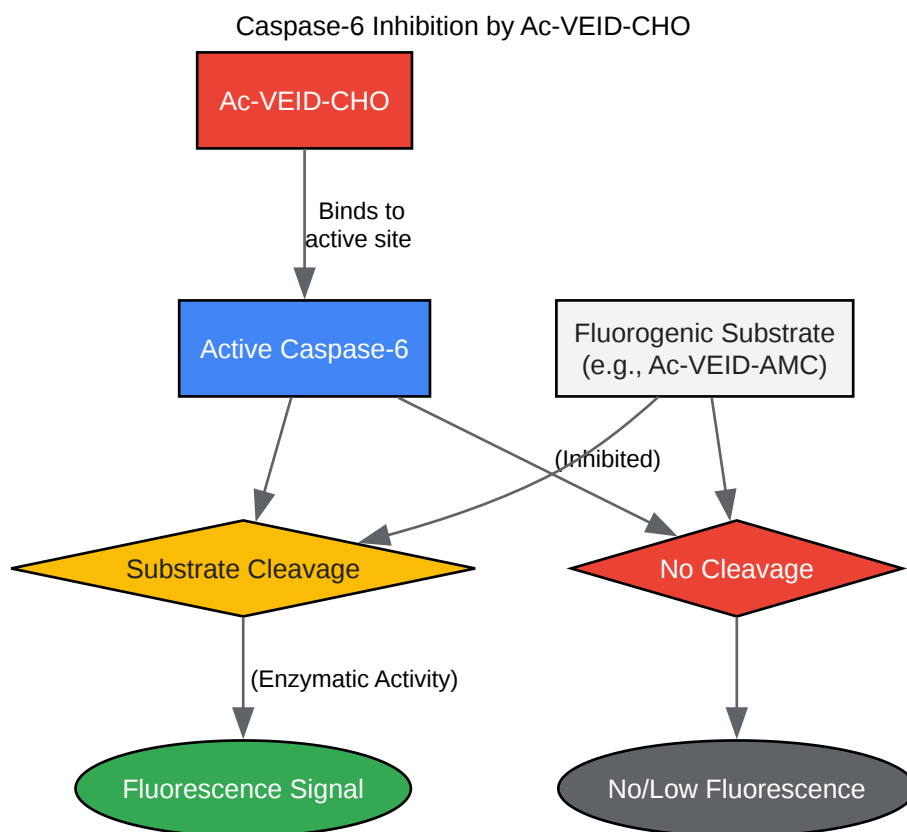 Caspase-6 Inhibition by Ac-VEID-CHO
Ac-VEID-CHO
Binds to
active site
Active Caspase-6
Fluorogenic Substrate
(e.g., Ac-VEID-AMC)
(Inhibited)
Substrate Cleavage
No Cleavage
(Enzymatic Activity)
Fluorescence Signal
No/Low Fluorescence